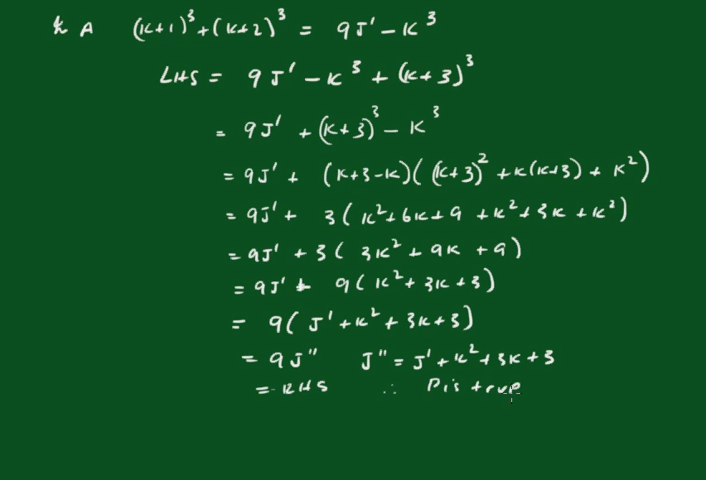 A (k+1)³+(k+2)³ = 9J'-k³
LHS = 9J'-k³+(k+3)³
= 9J'+(k+3)³-k³
= 9J'+(k+3-k)((k+3)²+k(k+3)+k²)
= 9J'+3(k²+6k+9+k²+3k+k²)
= 9J'+3(3k²+9k+9)
= 9J'+9(k²+3k+3)
= 9(J'+k²+3k+3)
= 9J" J"=J'+k²+3k+3
= RHS ∴ P is true